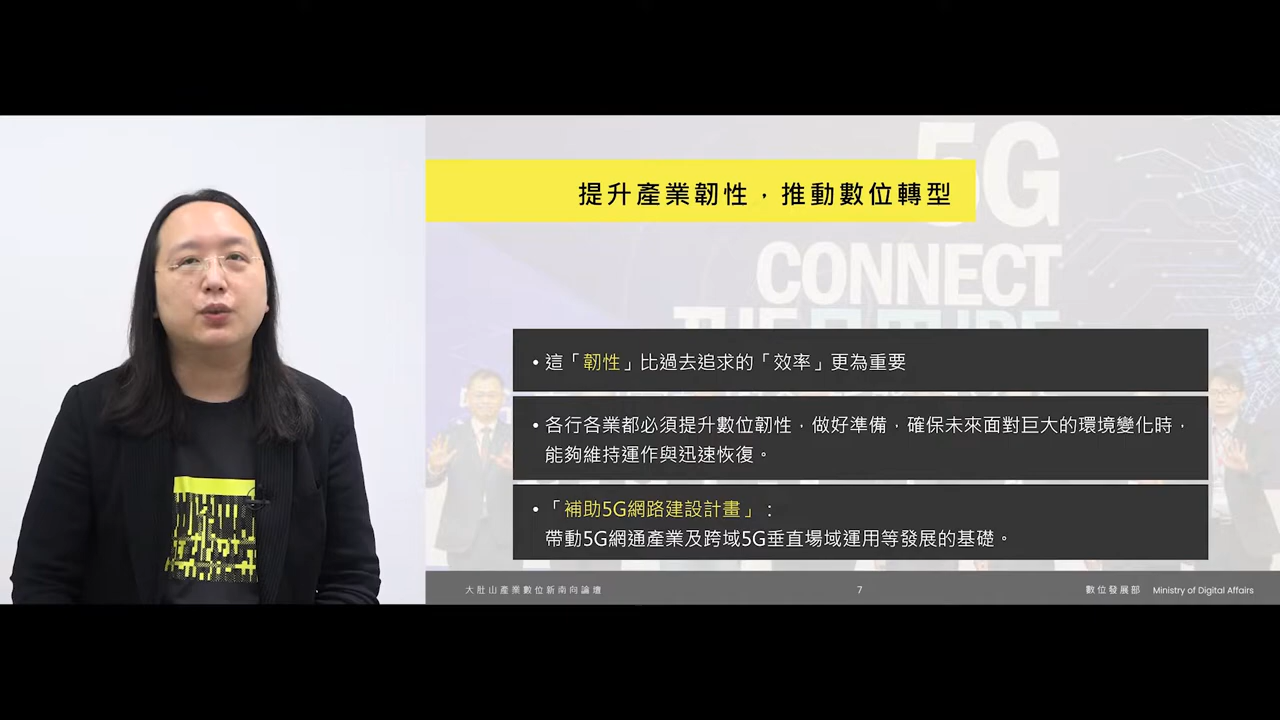 5G
CONNECT
THE FUTURE
提升產業韌性，推動數位轉型
•這「韌性」比過去追求的「效率」更為重要
•各行各業都必須提升數位韌性，做好準備，確保未來面對巨大的環境變化時，
能夠維持運作與迅速恢復。
•「補助5G網路建設計畫」：
帶動5G網通產業及跨域5G垂直場域運用等發展的基礎。
大肚山產業數位新南向論壇
7
數位發展部 Ministry of Digital Affairs